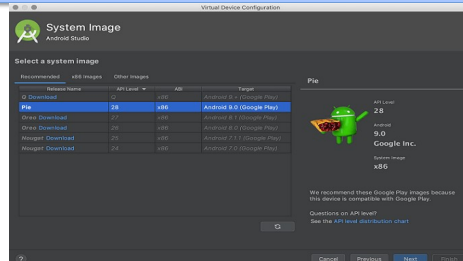 Virtual Device Configuration
System Image
Android Studio
Select a system image
Recommended x86 Images Other Images
Release Name API Level ▼ ABI Target
Q Download Q x86 Android 9.+ (Google Play)
Pie 28 x86 Android 9.0 (Google Play)
Oreo Download 27 x86 Android 8.1 (Google Play)
Oreo Download 26 x86 Android 8.0 (Google Play)
Nougat Download 25 x86 Android 7.1.1 (Google Play)
Nougat Download 24 x86 Android 7.0 (Google Play)
Pie
API Level
28
Android
9.0
Google Inc.
System Image
x86
We recommend these Google Play images because
this device is compatible with Google Play.
Questions on API level?
See the API level distribution chart
? Cancel Previous Next Finish